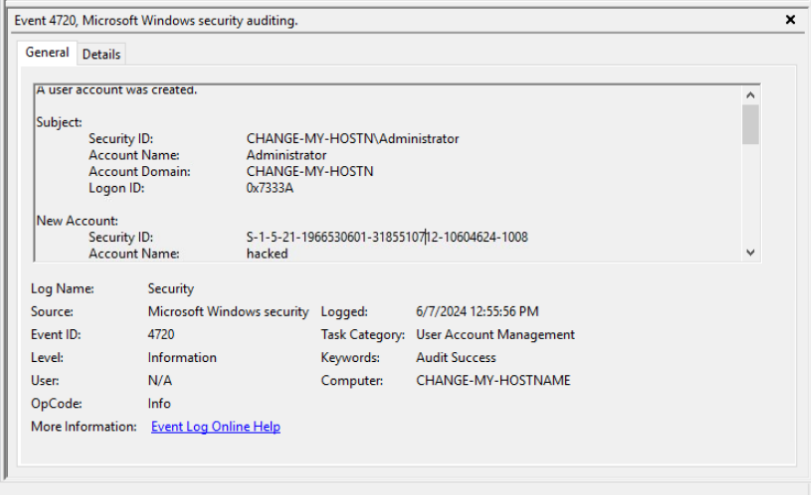 Event 4720, Microsoft Windows security auditing.
General Details
A user account was created.
Subject:
Security ID: CHANGE-MY-HOSTN\Administrator
Account Name: Administrator
Account Domain: CHANGE-MY-HOSTN
Logon ID: 0x7333A
New Account:
Security ID: S-1-5-21-1966530601-3185510712-10604624-1008
Account Name: hacked
Log Name: Security
Source: Microsoft Windows security Logged: 6/7/2024 12:55:56 PM
Event ID: 4720 Task Category: User Account Management
Level: Information Keywords: Audit Success
User: N/A Computer: CHANGE-MY-HOSTNAME
OpCode: Info
More Information: Event Log Online Help